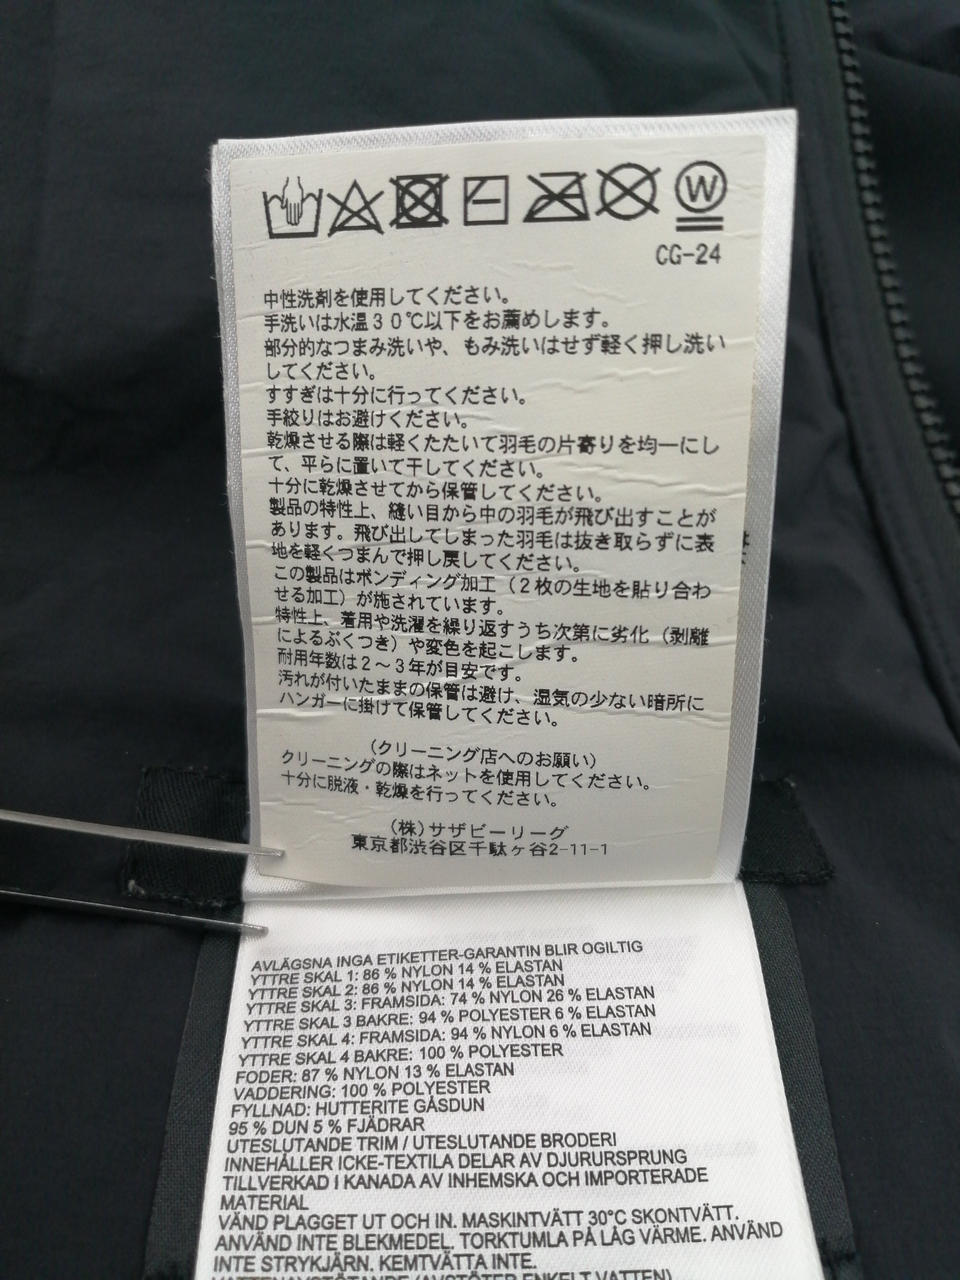 W
CG-24
中性洗剤を使用してください。
手洗いは水温３０℃以下をお薦めします。
部分的なつまみ洗いや、もみ洗いはせず軽く押し洗い
してください。
すすぎは十分に行ってください。
手絞りはお避けください。
乾燥させる際は軽くたたいて羽毛の片寄りを均一にし
て、平らに置いて干してください。
十分に乾燥させてから保管してください。
製品の特性上、縫い目から中の羽毛が飛び出すことが
あります。飛び出してしまった羽毛は抜き取らずに表
地を軽くつまんで押し戻してください。
この製品はボンディング加工（２枚の生地を貼り合わ
せる加工）が施されています。
特性上、着用や洗濯を繰り返すうち次第に劣化（剥離
によるぶくつき）や変色を起こします。
耐用年数は２～３年が目安です。
汚れが付いたままの保管は避け、湿気の少ない暗所に
ハンガーに掛けて保管してください。
（クリーニング店へのお願い）
クリーニングの際はネットを使用してください。
十分に脱液・乾燥を行ってください。
（株）サザビーリーグ
東京都渋谷区千駄ヶ谷2-11-1
AVLÄGSNA INGA ETIKETTER-GARANTIN BLIR OGILTIG
YTTRE SKAL 1: 86 % NYLON 14 % ELASTAN
YTTRE SKAL 2: 86 % NYLON 14 % ELASTAN
YTTRE SKAL 3: FRAMSIDA: 74 % NYLON 26 % ELASTAN
YTTRE SKAL 3 BAKRE: 94 % POLYESTER 6 % ELASTAN
YTTRE SKAL 4: FRAMSIDA: 94 % NYLON 6 % ELASTAN
YTTRE SKAL 4 BAKRE: 100 % POLYESTER
FODER: 87 % NYLON 13 % ELASTAN
VADDERING: 100 % POLYESTER
FYLLNAD: HUTTERITE GÅSDUN
95 % DUN 5 % FJÄDRAR
UTESLUTANDE TRIM / UTESLUTANDE BRODERI
INNEHÅLLER ICKE-TEXTILA DELAR AV DJURURSPRUNG
TILLVERKAD I KANADA AV INHEMSKA OCH IMPORTERADE
MATERIAL
VÄND PLAGGET UT OCH IN. MASKINTVÄTT 30°C SKONTVÄTT.
ANVÄND INTE BLEKMEDEL. TORKTUMLA PÅ LÅG VÄRME. ANVÄND
INTE STRYKJÄRN. KEMTVÄTTA INTE.
VATTENAVSTÖTANDE (AVSTÖTER ENKELT VATTEN)